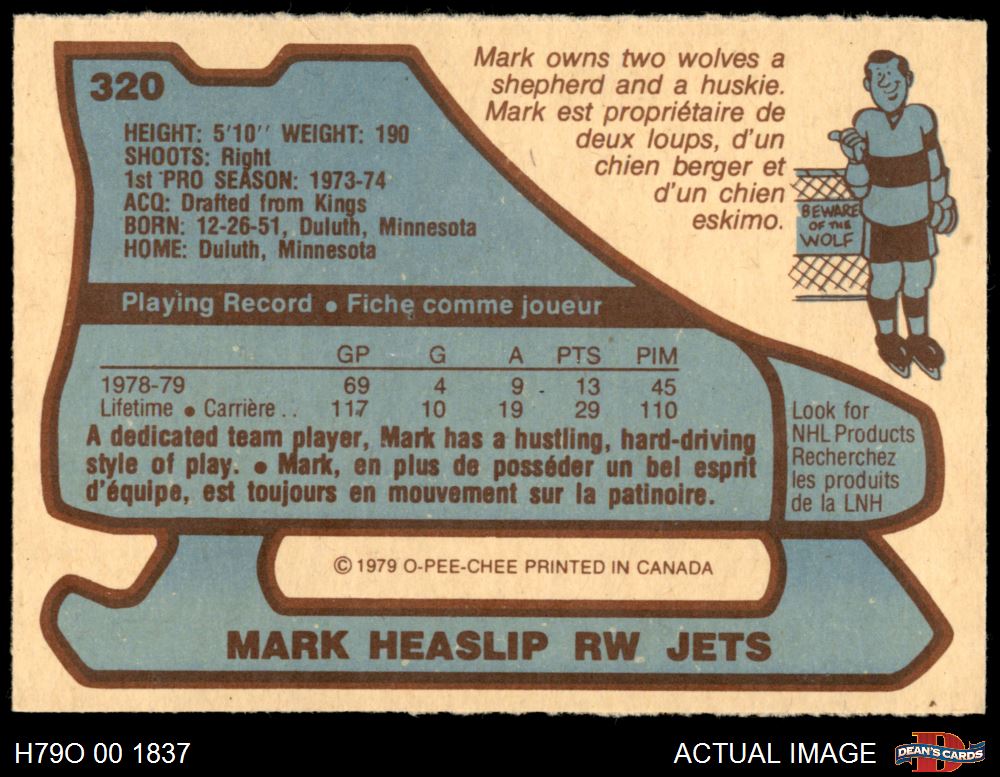 320
HEIGHT: 5'10'' WEIGHT: 190
SHOOTS: Right
1st PRO SEASON: 1973-74
ACQ: Drafted from Kings
BORN: 12-26-51, Duluth, Minnesota
HOME: Duluth, Minnesota
Mark owns two wolves a
shepherd and a huskie.
Mark est propriétaire de
deux loups, d'un
chien berger et
d'un chien
eskimo.
BEWARE
OF THE
WOLF
Playing Record • Fiche comme joueur
GP G A PTS PIM
1978-79 69 4 9 13 45
Lifetime • Carrière .. 117 10 19 29 110
A dedicated team player, Mark has a hustling, hard-driving
style of play. • Mark, en plus de posséder un bel esprit
d'équipe, est toujours en mouvement sur la patinoire.
Look for
NHL Products
Recherchez
les produits
de la LNH
© 1979 O-PEE-CHEE PRINTED IN CANADA
MARK HEASLIP RW JETS
H79O 00 1837
ACTUAL IMAGE
DEAN'S CARDS